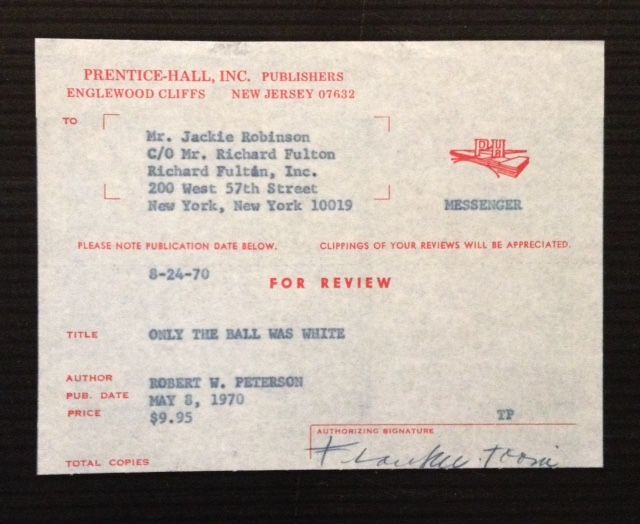 PRENTICE-HALL, INC. PUBLISHERS
ENGLEWOOD CLIFFS NEW JERSEY 07632
TO
Mr. Jackie Robinson
C/O Mr. Richard Fulton
Richard Fultón, Inc.
200 West 57th Street
New York, New York 10019
PH
MESSENGER
PLEASE NOTE PUBLICATION DATE BELOW. CLIPPINGS OF YOUR REVIEWS WILL BE APPRECIATED.
8-24-70
FOR REVIEW
TITLE ONLY THE BALL WAS WHITE
AUTHOR ROBERT W. PETERSON
PUB. DATE MAY 8, 1970
PRICE $9.95
TP
AUTHORIZING SIGNATURE
TOTAL COPIES